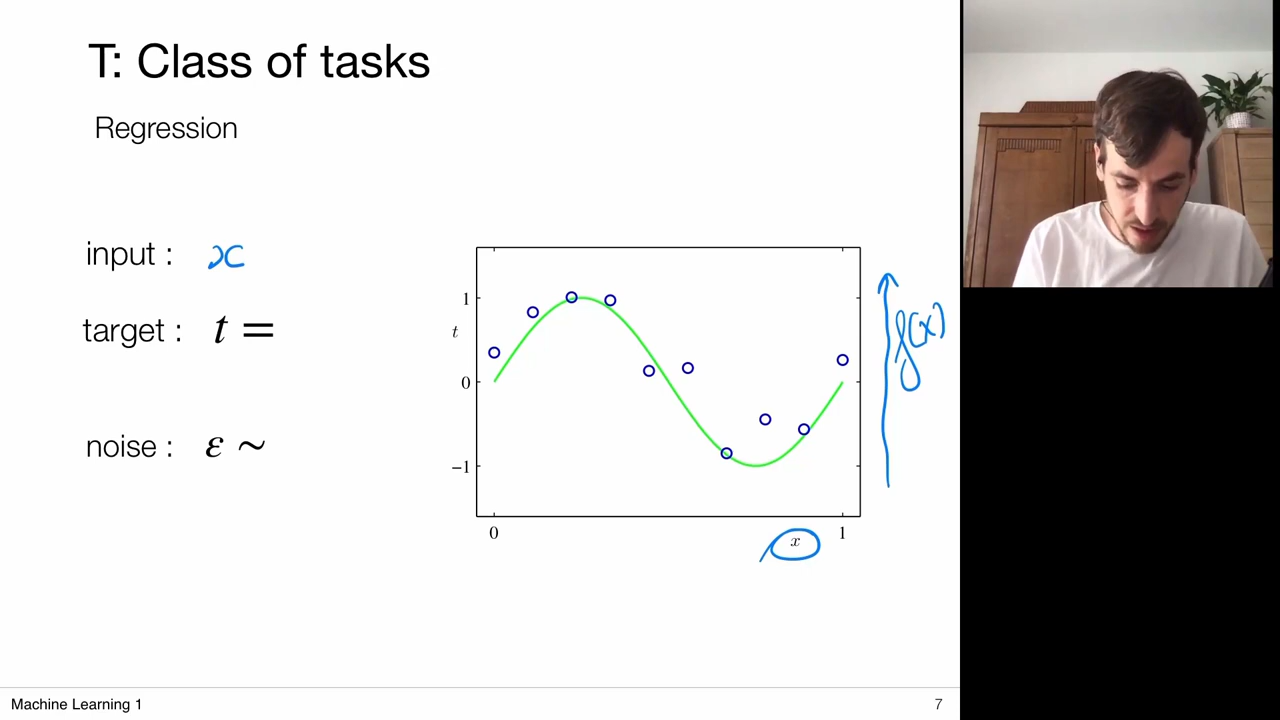 T: Class of tasks
Regression
input : x
target : t =
noise : ε ~
1
0
−1
t
0
x
1
f(x)
Machine Learning 1
7